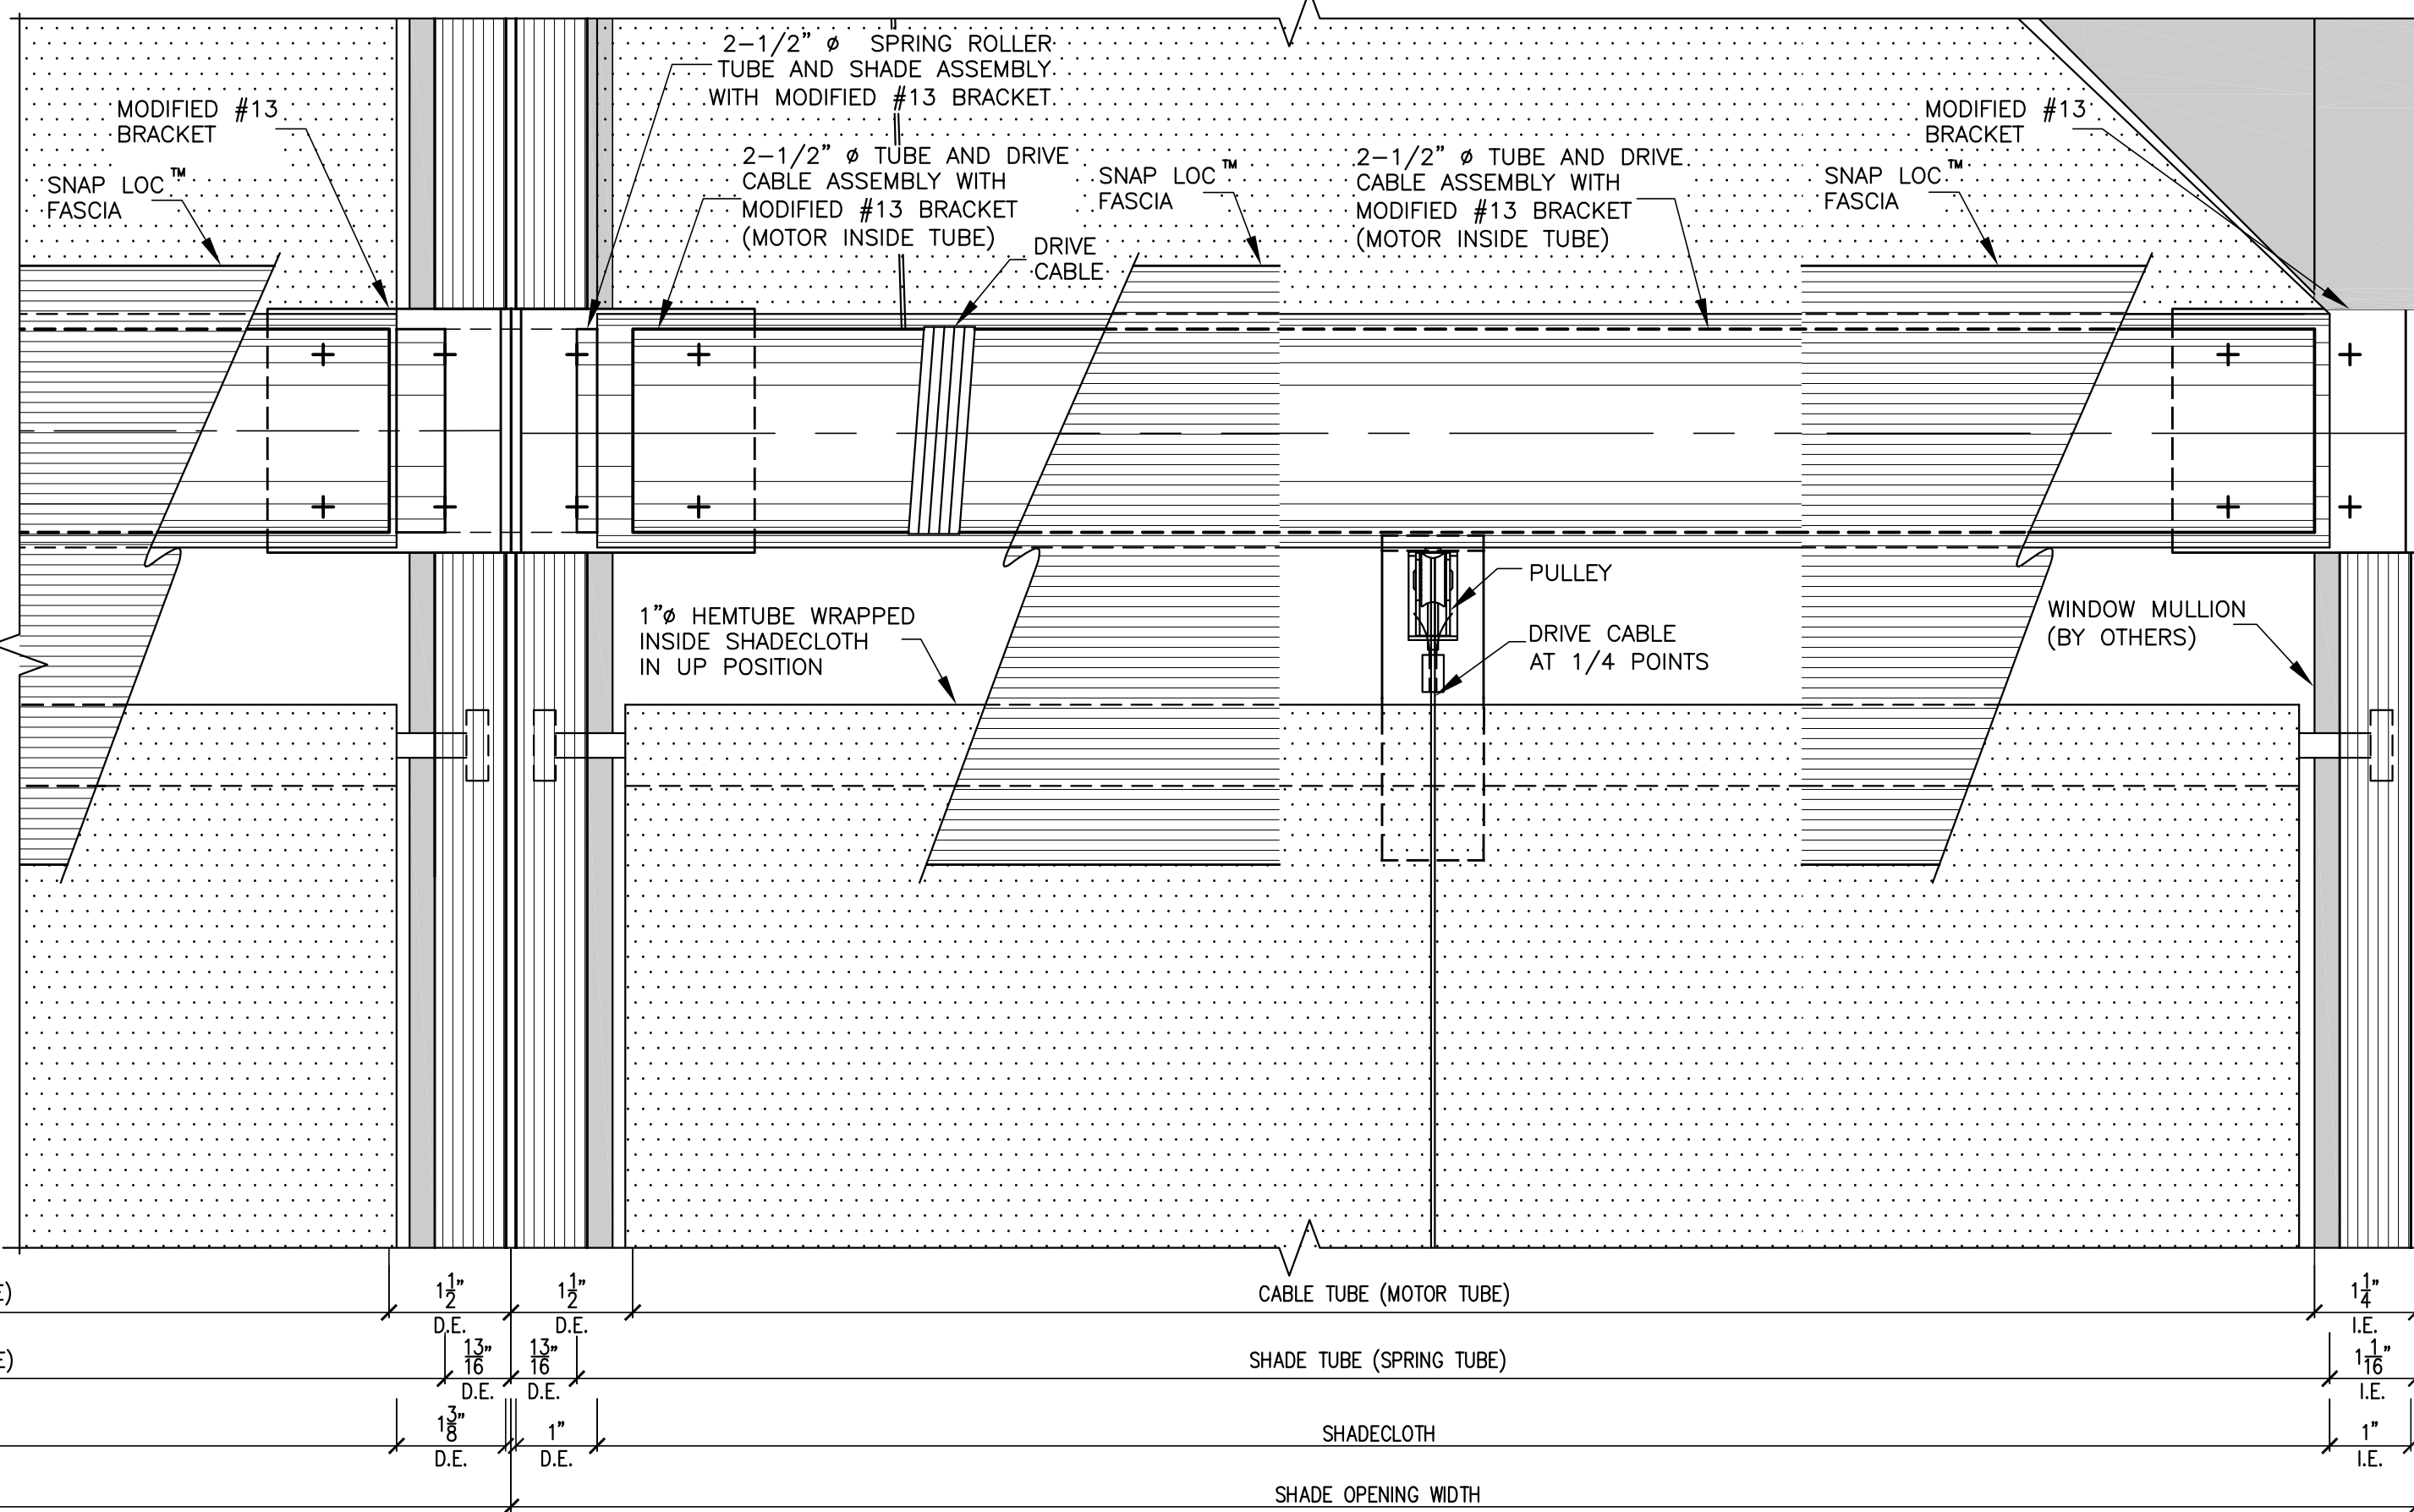 2-1/2" ø SPRING ROLLER
TUBE AND SHADE ASSEMBLY
WITH MODIFIED #13 BRACKET
MODIFIED #13
BRACKET
MODIFIED #13
BRACKET
SNAP LOC™
FASCIA
2-1/2" ø TUBE AND DRIVE
CABLE ASSEMBLY WITH
MODIFIED #13 BRACKET
(MOTOR INSIDE TUBE)
DRIVE
CABLE
SNAP LOC™
FASCIA
2-1/2" ø TUBE AND DRIVE
CABLE ASSEMBLY WITH
MODIFIED #13 BRACKET
(MOTOR INSIDE TUBE)
SNAP LOC™
FASCIA
PULLEY
1"ø HEMTUBE WRAPPED
INSIDE SHADECLOTH
IN UP POSITION
DRIVE CABLE
AT 1/4 POINTS
WINDOW MULLION
(BY OTHERS)
E)
1 1/2"
D.E.
1 1/2"
D.E.
CABLE TUBE (MOTOR TUBE)
1 1/4"
I.E.
E)
13/16"
D.E.
13/16"
D.E.
SHADE TUBE (SPRING TUBE)
1 1/16"
I.E.
1 3/8"
D.E.
1"
D.E.
SHADECLOTH
1"
I.E.
SHADE OPENING WIDTH